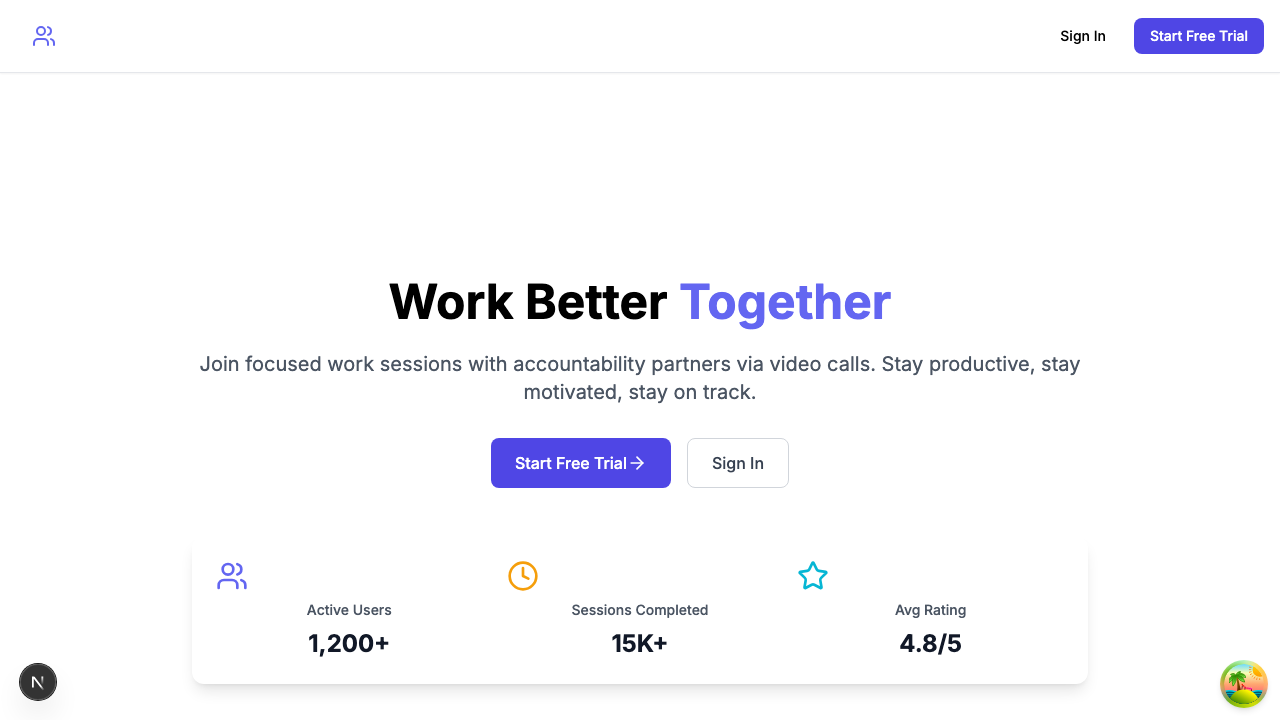 Sign In
Start Free Trial
Work Better Together
Join focused work sessions with accountability partners via video calls. Stay productive, stay
motivated, stay on track.
Start Free Trial
Sign In
Active Users
1,200+
Sessions Completed
15K+
Avg Rating
4.8/5
N